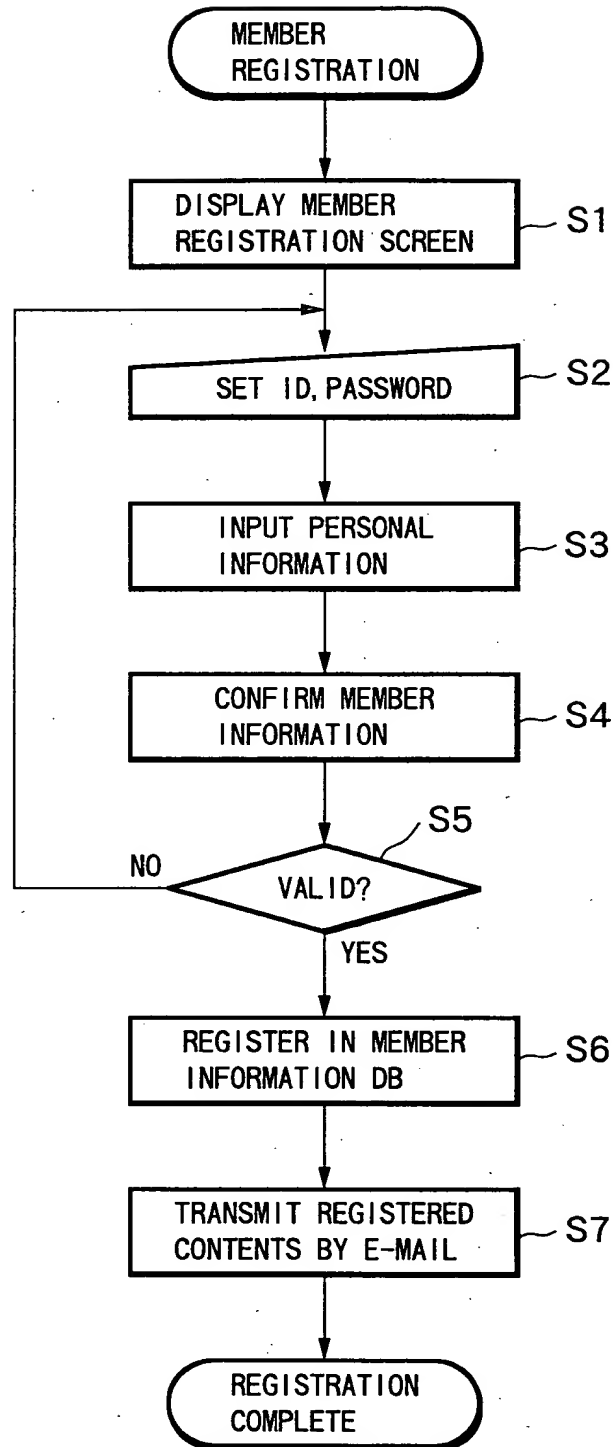 MEMBER
REGISTRATION
DISPLAY MEMBER
REGISTRATION SCREEN
S1
SET ID, PASSWORD
S2
INPUT PERSONAL
INFORMATION
S3
CONFIRM MEMBER
INFORMATION
S4
S5
NO
VALID?
YES
REGISTER IN MEMBER
INFORMATION DB
S6
TRANSMIT REGISTERED
CONTENTS BY E-MAIL
S7
REGISTRATION
COMPLETE